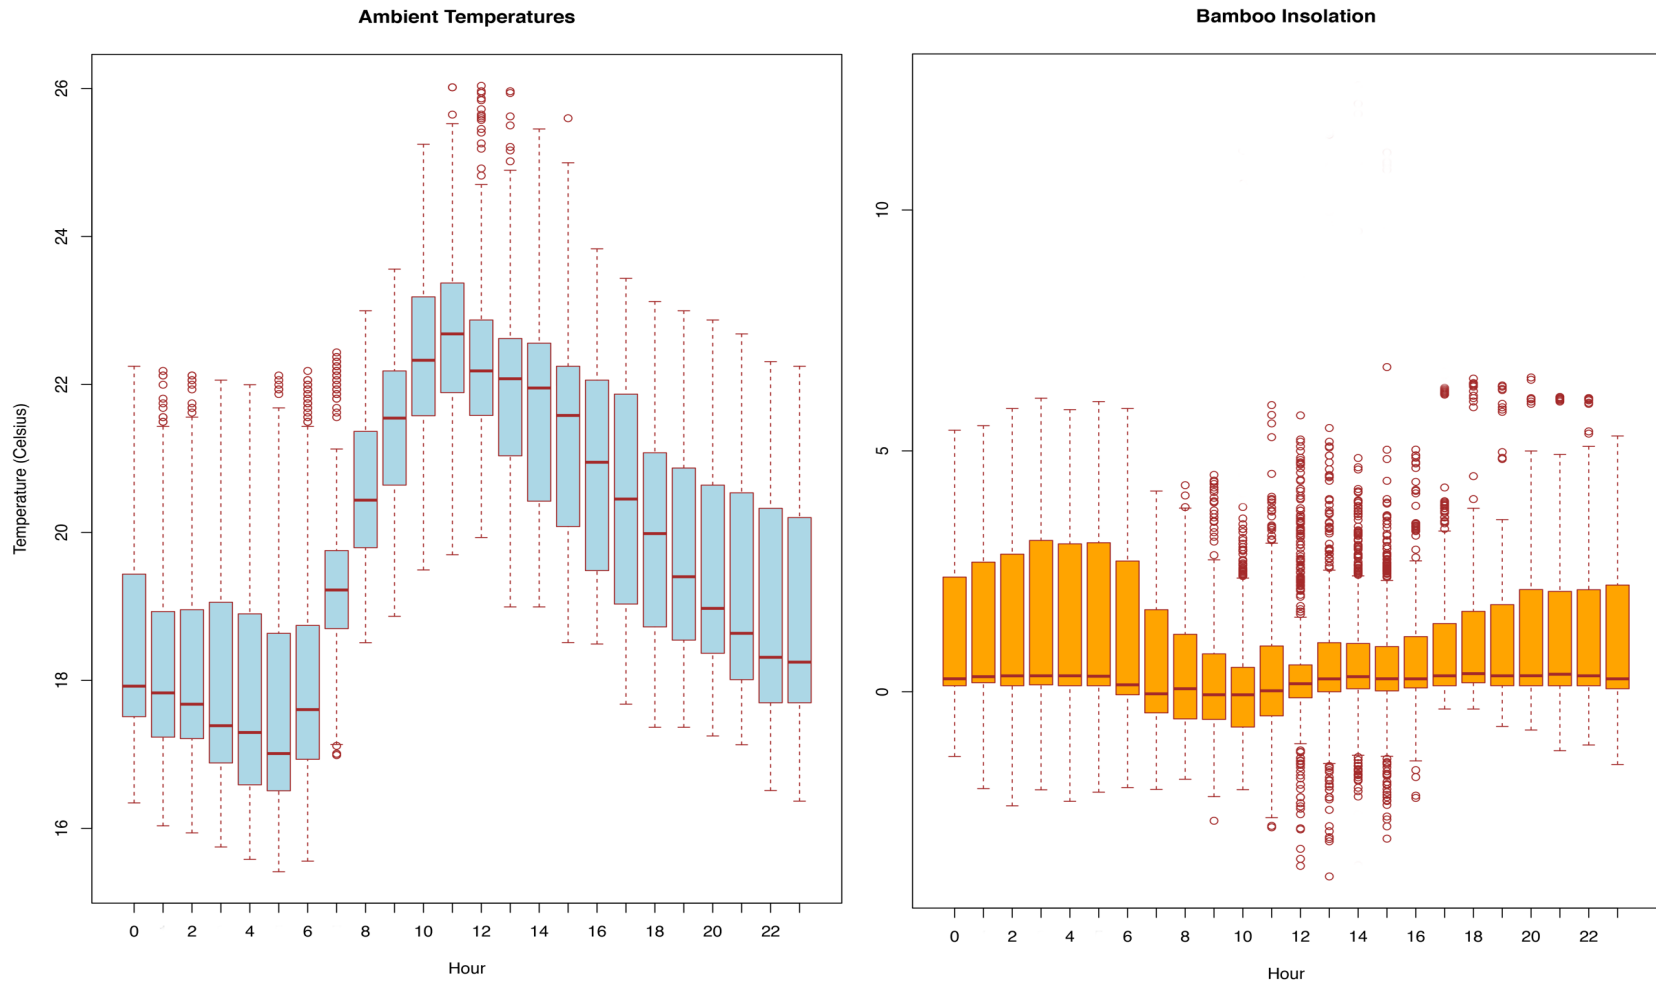 Ambient Temperatures
Temperature (Celsius)
26
24
22
20
18
16
0 2 4 6 8 10 12 14 16 18 20 22
Hour
Bamboo Insolation
10
5
0
0 2 4 6 8 10 12 14 16 18 20 22
Hour